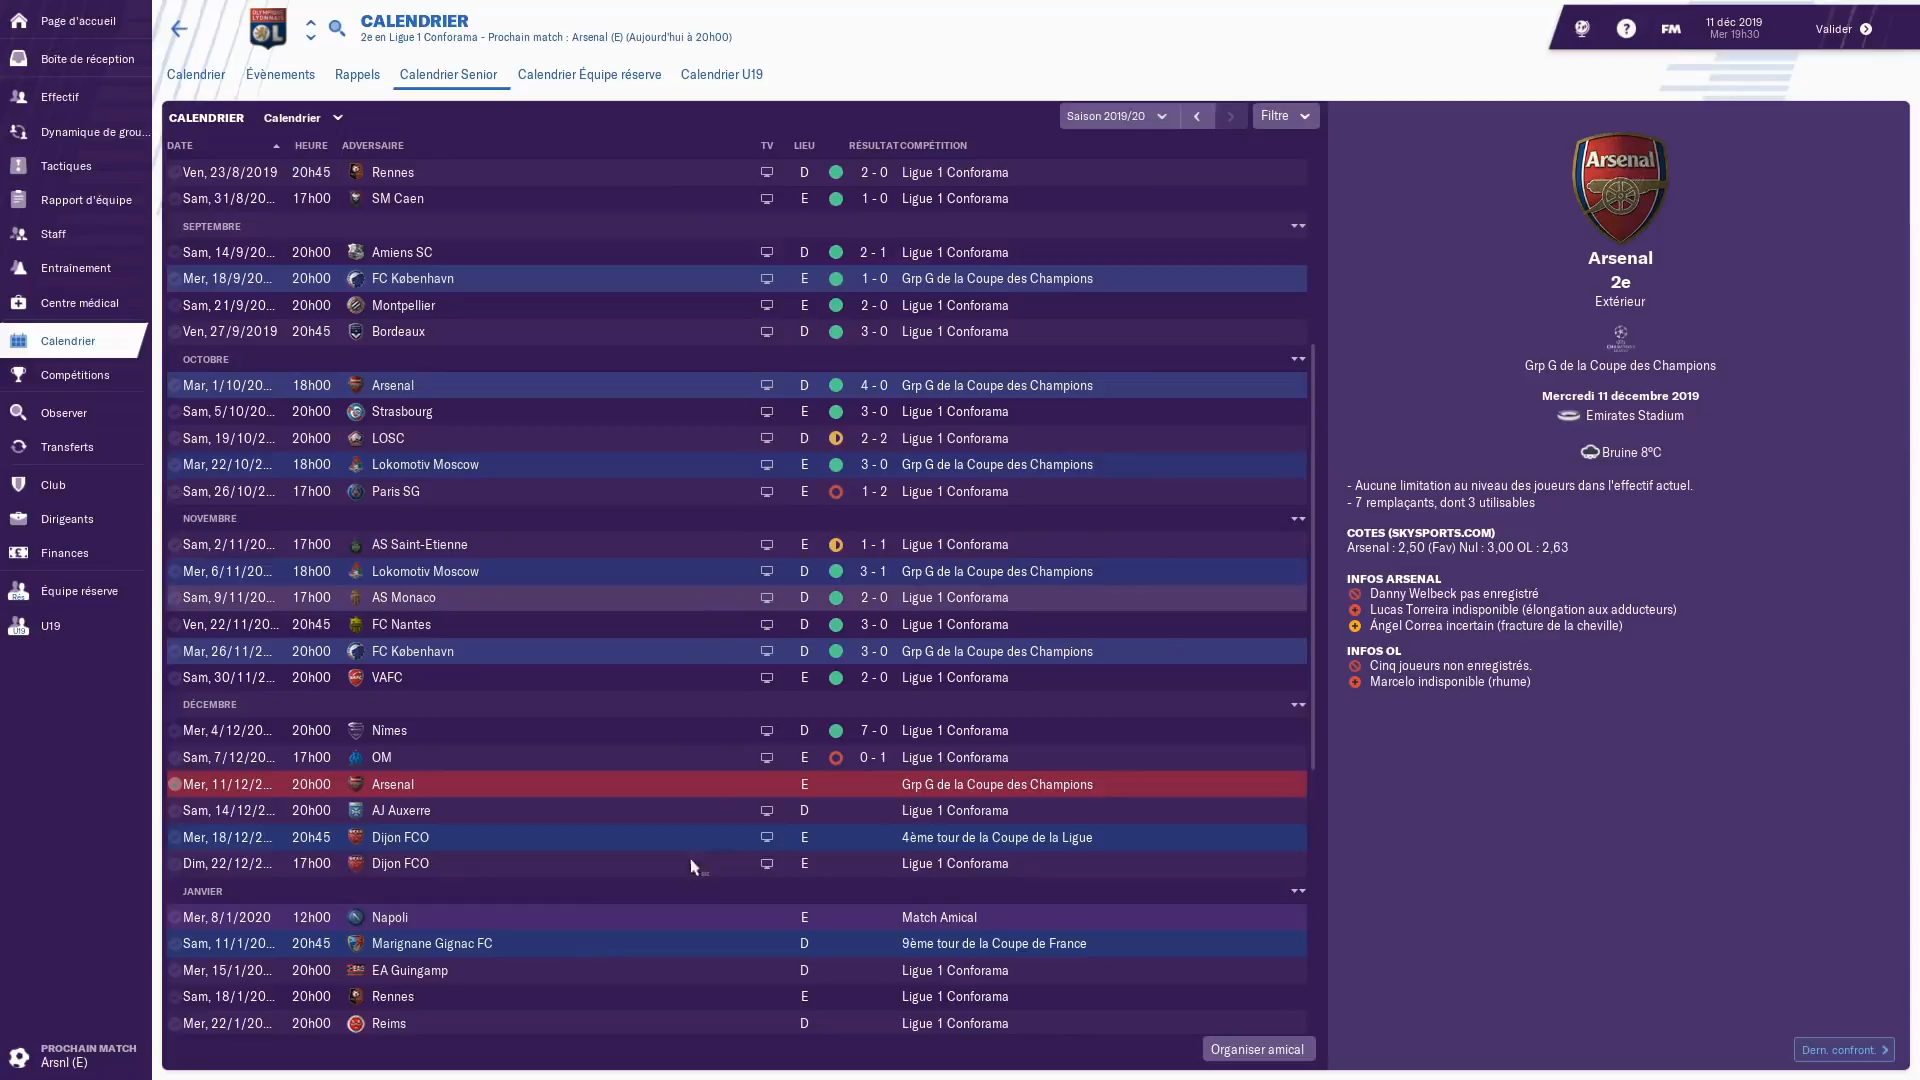 Page d'accueil
Boîte de réception
Effectif
Dynamique de grou...
Tactiques
Rapport d'équipe
Staff
Entraînement
Centre médical
Calendrier
Compétitions
Observer
Transferts
Club
Dirigeants
Finances
Équipe réserve
U19
PROCHAIN MATCH
Arsnl (E)
CALENDRIER
2e en Ligue 1 Conforama - Prochain match : Arsenal (E) (Aujourd'hui à 20h00)
FM
11 déc 2019
Mer 19h30
Valider
Calendrier Évènements Rappels Calendrier Senior Calendrier Équipe réserve Calendrier U19
CALENDRIER Calendrier Saison 2019/20 Filtre
DATE HEURE ADVERSAIRE TV LIEU RÉSULTAT COMPÉTITION
Ven, 23/8/2019 20h45 Rennes D 2 - 0 Ligue 1 Conforama
Sam, 31/8/20... 17h00 SM Caen E 1 - 0 Ligue 1 Conforama
SEPTEMBRE
Sam, 14/9/20... 20h00 Amiens SC D 2 - 1 Ligue 1 Conforama
Mer, 18/9/20... 20h00 FC København E 1 - 0 Grp G de la Coupe des Champions
Sam, 21/9/20... 20h00 Montpellier E 2 - 0 Ligue 1 Conforama
Ven, 27/9/2019 20h45 Bordeaux D 3 - 0 Ligue 1 Conforama
OCTOBRE
Mar, 1/10/20... 18h00 Arsenal D 4 - 0 Grp G de la Coupe des Champions
Sam, 5/10/20... 20h00 Strasbourg E 3 - 0 Ligue 1 Conforama
Sam, 19/10/2... 20h00 LOSC D 2 - 2 Ligue 1 Conforama
Mar, 22/10/2... 18h00 Lokomotiv Moscow E 3 - 0 Grp G de la Coupe des Champions
Sam, 26/10/2... 17h00 Paris SG E 1 - 2 Ligue 1 Conforama
NOVEMBRE
Sam, 2/11/20... 17h00 AS Saint-Etienne E 1 - 1 Ligue 1 Conforama
Mer, 6/11/20... 18h00 Lokomotiv Moscow D 3 - 1 Grp G de la Coupe des Champions
Sam, 9/11/20... 17h00 AS Monaco D 2 - 0 Ligue 1 Conforama
Ven, 22/11/20... 20h45 FC Nantes D 3 - 0 Ligue 1 Conforama
Mar, 26/11/2... 20h00 FC København D 3 - 0 Grp G de la Coupe des Champions
Sam, 30/11/2... 20h00 VAFC E 2 - 0 Ligue 1 Conforama
DÉCEMBRE
Mer, 4/12/20... 20h00 Nîmes D 7 - 0 Ligue 1 Conforama
Sam, 7/12/20... 17h00 OM E 0 - 1 Ligue 1 Conforama
Mer, 11/12/2... 20h00 Arsenal E Grp G de la Coupe des Champions
Sam, 14/12/2... 20h00 AJ Auxerre D Ligue 1 Conforama
Mer, 18/12/2... 20h45 Dijon FCO E 4ème tour de la Coupe de la Ligue
Dim, 22/12/2... 17h00 Dijon FCO E Ligue 1 Conforama
JANVIER
Mer, 8/1/2020 12h00 Napoli E Match Amical
Sam, 11/1/20... 20h45 Marignane Gignac FC D 9ème tour de la Coupe de France
Mer, 15/1/20... 20h00 EA Guingamp D Ligue 1 Conforama
Sam, 18/1/20... 20h00 Rennes E Ligue 1 Conforama
Mer, 22/1/20... 20h00 Reims D Ligue 1 Conforama
Organiser amical
Arsenal
Arsenal
2e
Extérieur
Grp G de la Coupe des Champions
Mercredi 11 décembre 2019
Emirates Stadium
Bruine 8ºC
- Aucune limitation au niveau des joueurs dans l'effectif actuel.
- 7 remplaçants, dont 3 utilisables
COTES (SKYSPORTS.COM)
Arsenal : 2,50 (Fav) Nul : 3,00 OL : 2,63
INFOS ARSENAL
Danny Welbeck pas enregistré
Lucas Torreira indisponible (élongation aux adducteurs)
Ángel Correa incertain (fracture de la cheville)
INFOS OL
Cinq joueurs non enregistrés.
Marcelo indisponible (rhume)
Dern. confront.